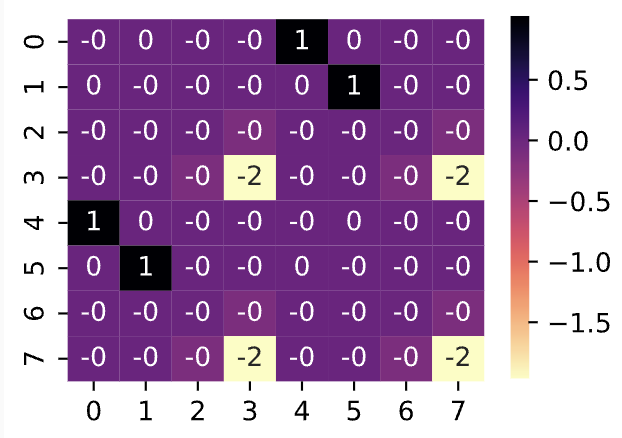 0 -0 0 -0 -0 1 0 -0 -0
1 0 -0 -0 -0 0 1 -0 -0
2 -0 -0 -0 -0 -0 -0 -0 -0
3 -0 -0 -0 -2 -0 -0 -0 -2
4 1 0 -0 -0 -0 0 -0 -0
5 0 1 -0 -0 0 -0 -0 -0
6 -0 -0 -0 -0 -0 -0 -0 -0
7 -0 -0 -0 -2 -0 -0 -0 -2
0 1 2 3 4 5 6 7
0.5
0.0
−0.5
−1.0
−1.5